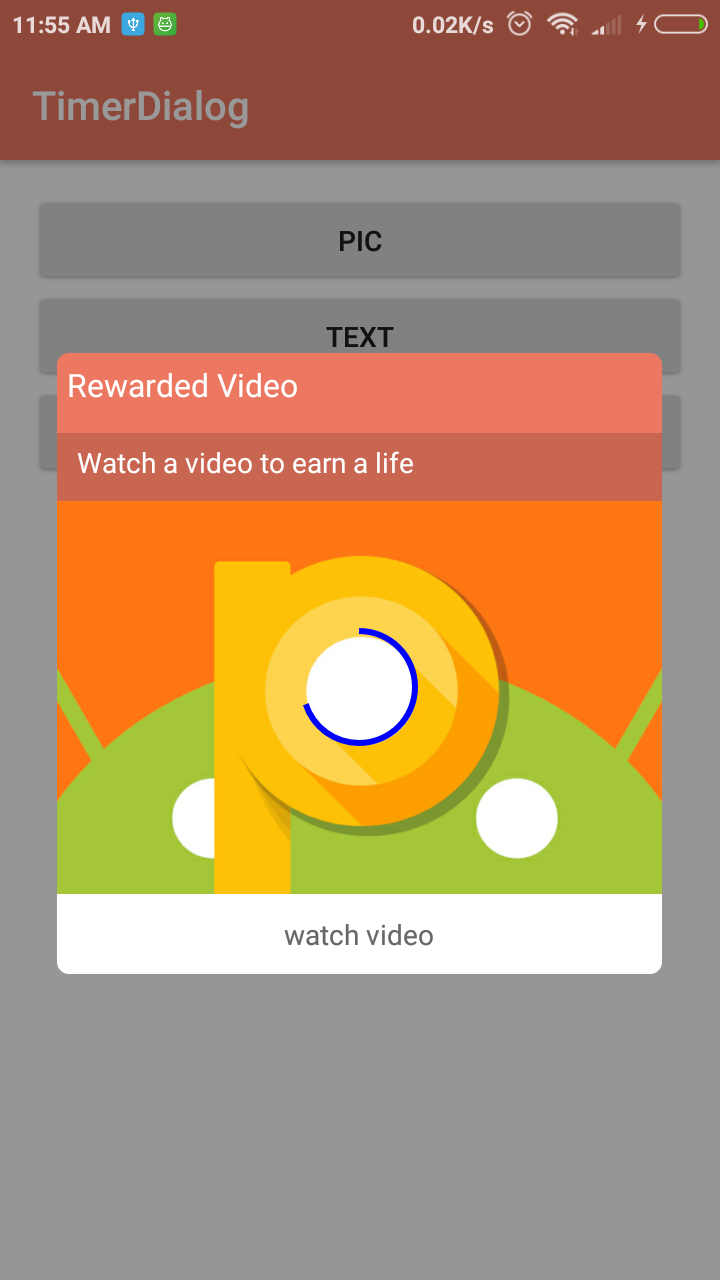 11:55 AM 0.02K/s
TimerDialog
PIC
TEXT
Rewarded Video
Watch a video to earn a life
watch video